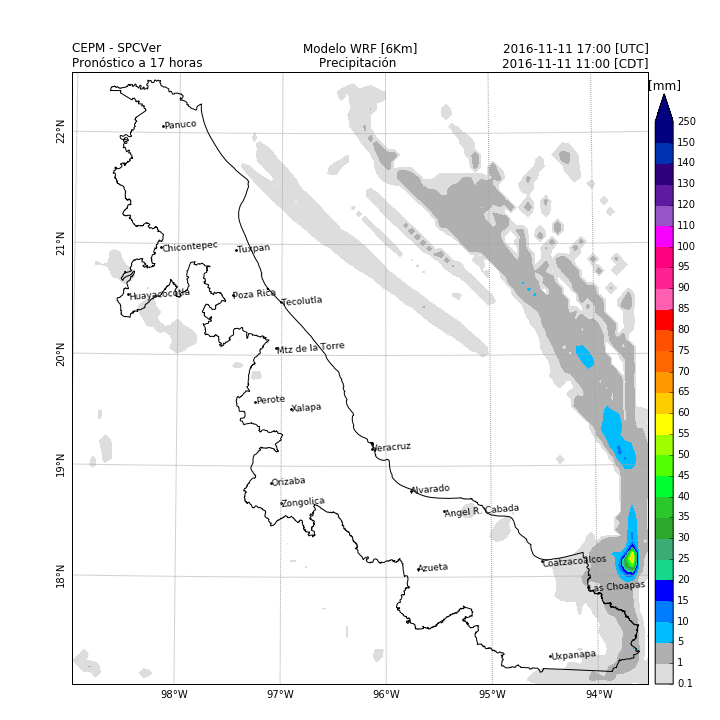 CEPM - SPCVer Modelo WRF [6Km] 2016-11-11 17:00 [UTC]
Pronóstico a 17 horas Precipitación 2016-11-11 11:00 [CDT]
[mm]
250
150
140
130
120
110
100
95
90
85
80
75
70
65
60
55
50
45
40
35
30
25
20
15
10
5
1
0.1
22°N
21°N
20°N
19°N
18°N
Panuco
Chicontepec
Tuxpan
Huayacocotla
Poza Rica
Tecolutla
Mtz de la Torre
Perote
Xalapa
Veracruz
Orizaba
Alvarado
Zongolica
Angel R. Cabada
Azueta
Coatzacoalcos
Las Choapas
Uxpanapa
98°W 97°W 96°W 95°W 94°W